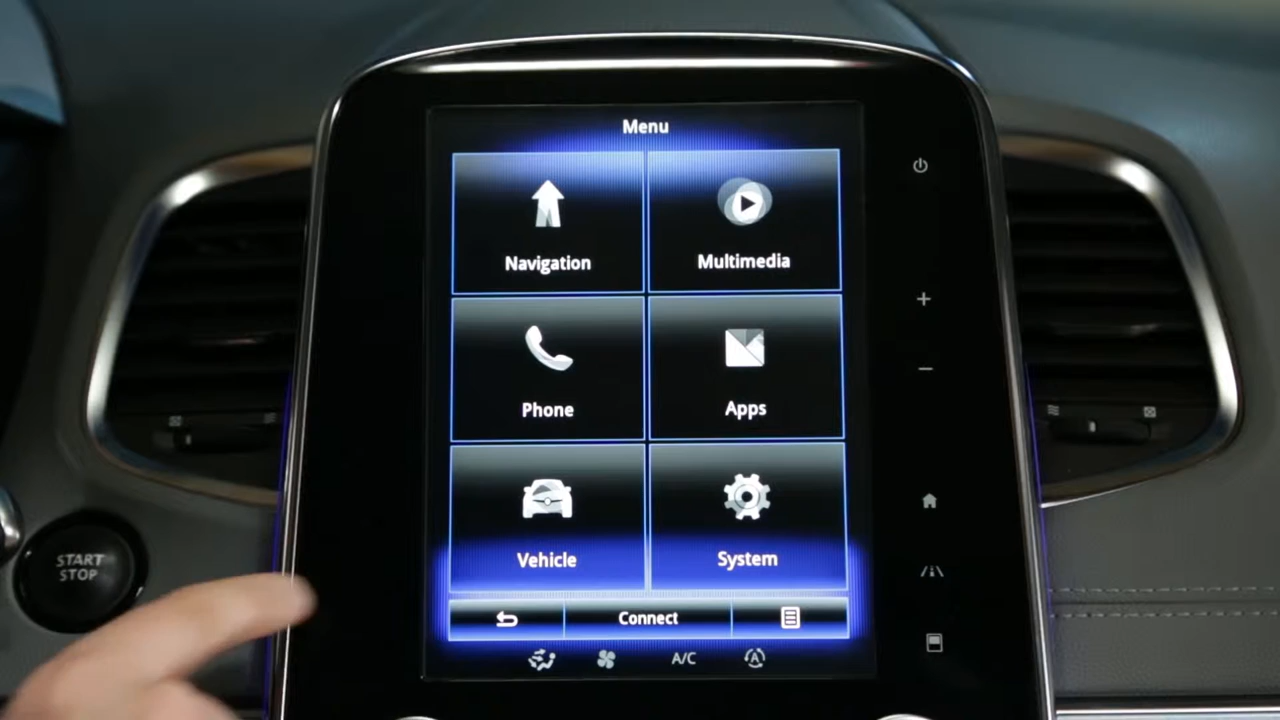 Menu
Navigation
Multimedia
Phone
Apps
START
STOP
Vehicle
System
Connect
A/C